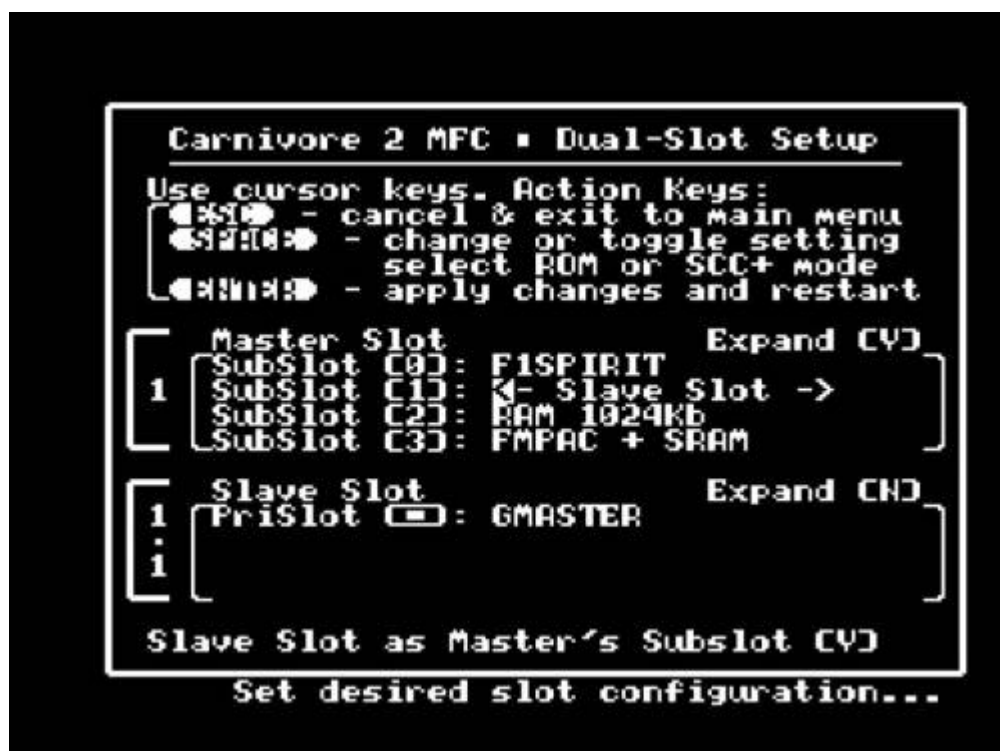 Carnivore 2 MFC ▪ Dual-Slot Setup
Use cursor keys. Action Keys:
[ESC] - cancel & exit to main menu
[SPACE] - change or toggle setting
select ROM or SCC+ mode
- apply changes and restart
Master Slot Expand [Y]
SubSlot [0]: F1SPIRIT
1 SubSlot [1]: <- Slave Slot ->
SubSlot [2]: RAM 1024Kb
SubSlot [3]: FMPAC + SRAM
Slave Slot Expand [N]
1 PriSlot [-]: GMASTER
.
1
Slave Slot as Master's Subslot [Y]
Set desired slot configuration...